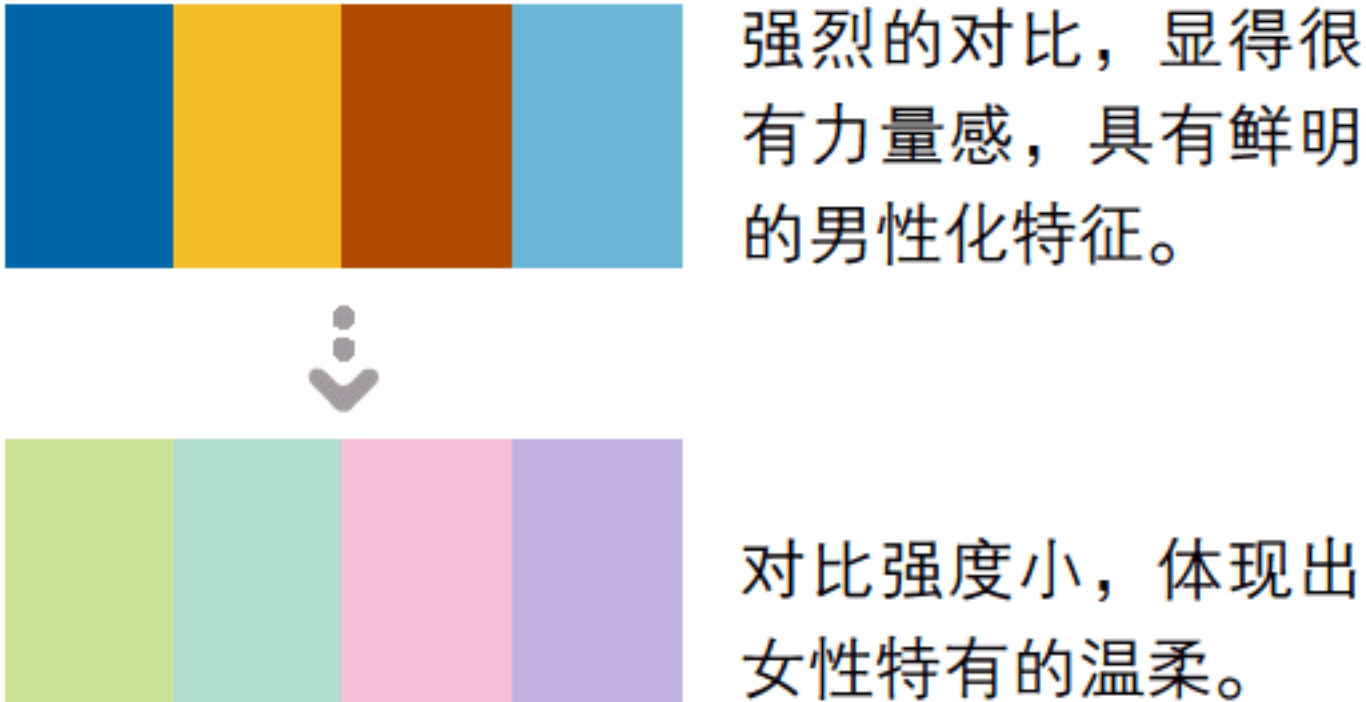 强烈的对比，显得很
有力量感，具有鲜明
的男性化特征。
对比强度小，体现出
女性特有的温柔。